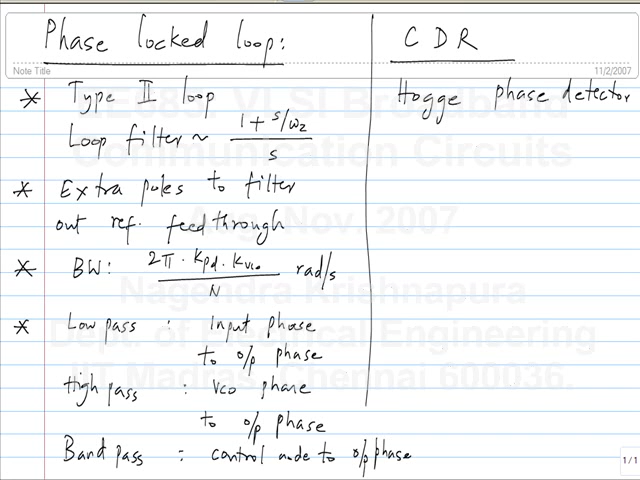 Phase locked loop:
CDR
Note Title
11/2/2007
* Type II loop
Hogge phase detector
Loop filter ~ 1 + s/ωz / s
* Extra poles to filter
out ref. feedthrough
* BW: 2π · Kpd · Kvco / N rad/s
* Low pass : Input phase
to o/p phase
High pass : VCO phase
to o/p phase
Band pass : control node to o/p phase
VLSI Broadband
Communication Circuits
Aug-Nov. 2007
Nagendra Krishnapura
Dept. of Electrical Engineering
IIT Madras, Chennai 600036
1/1